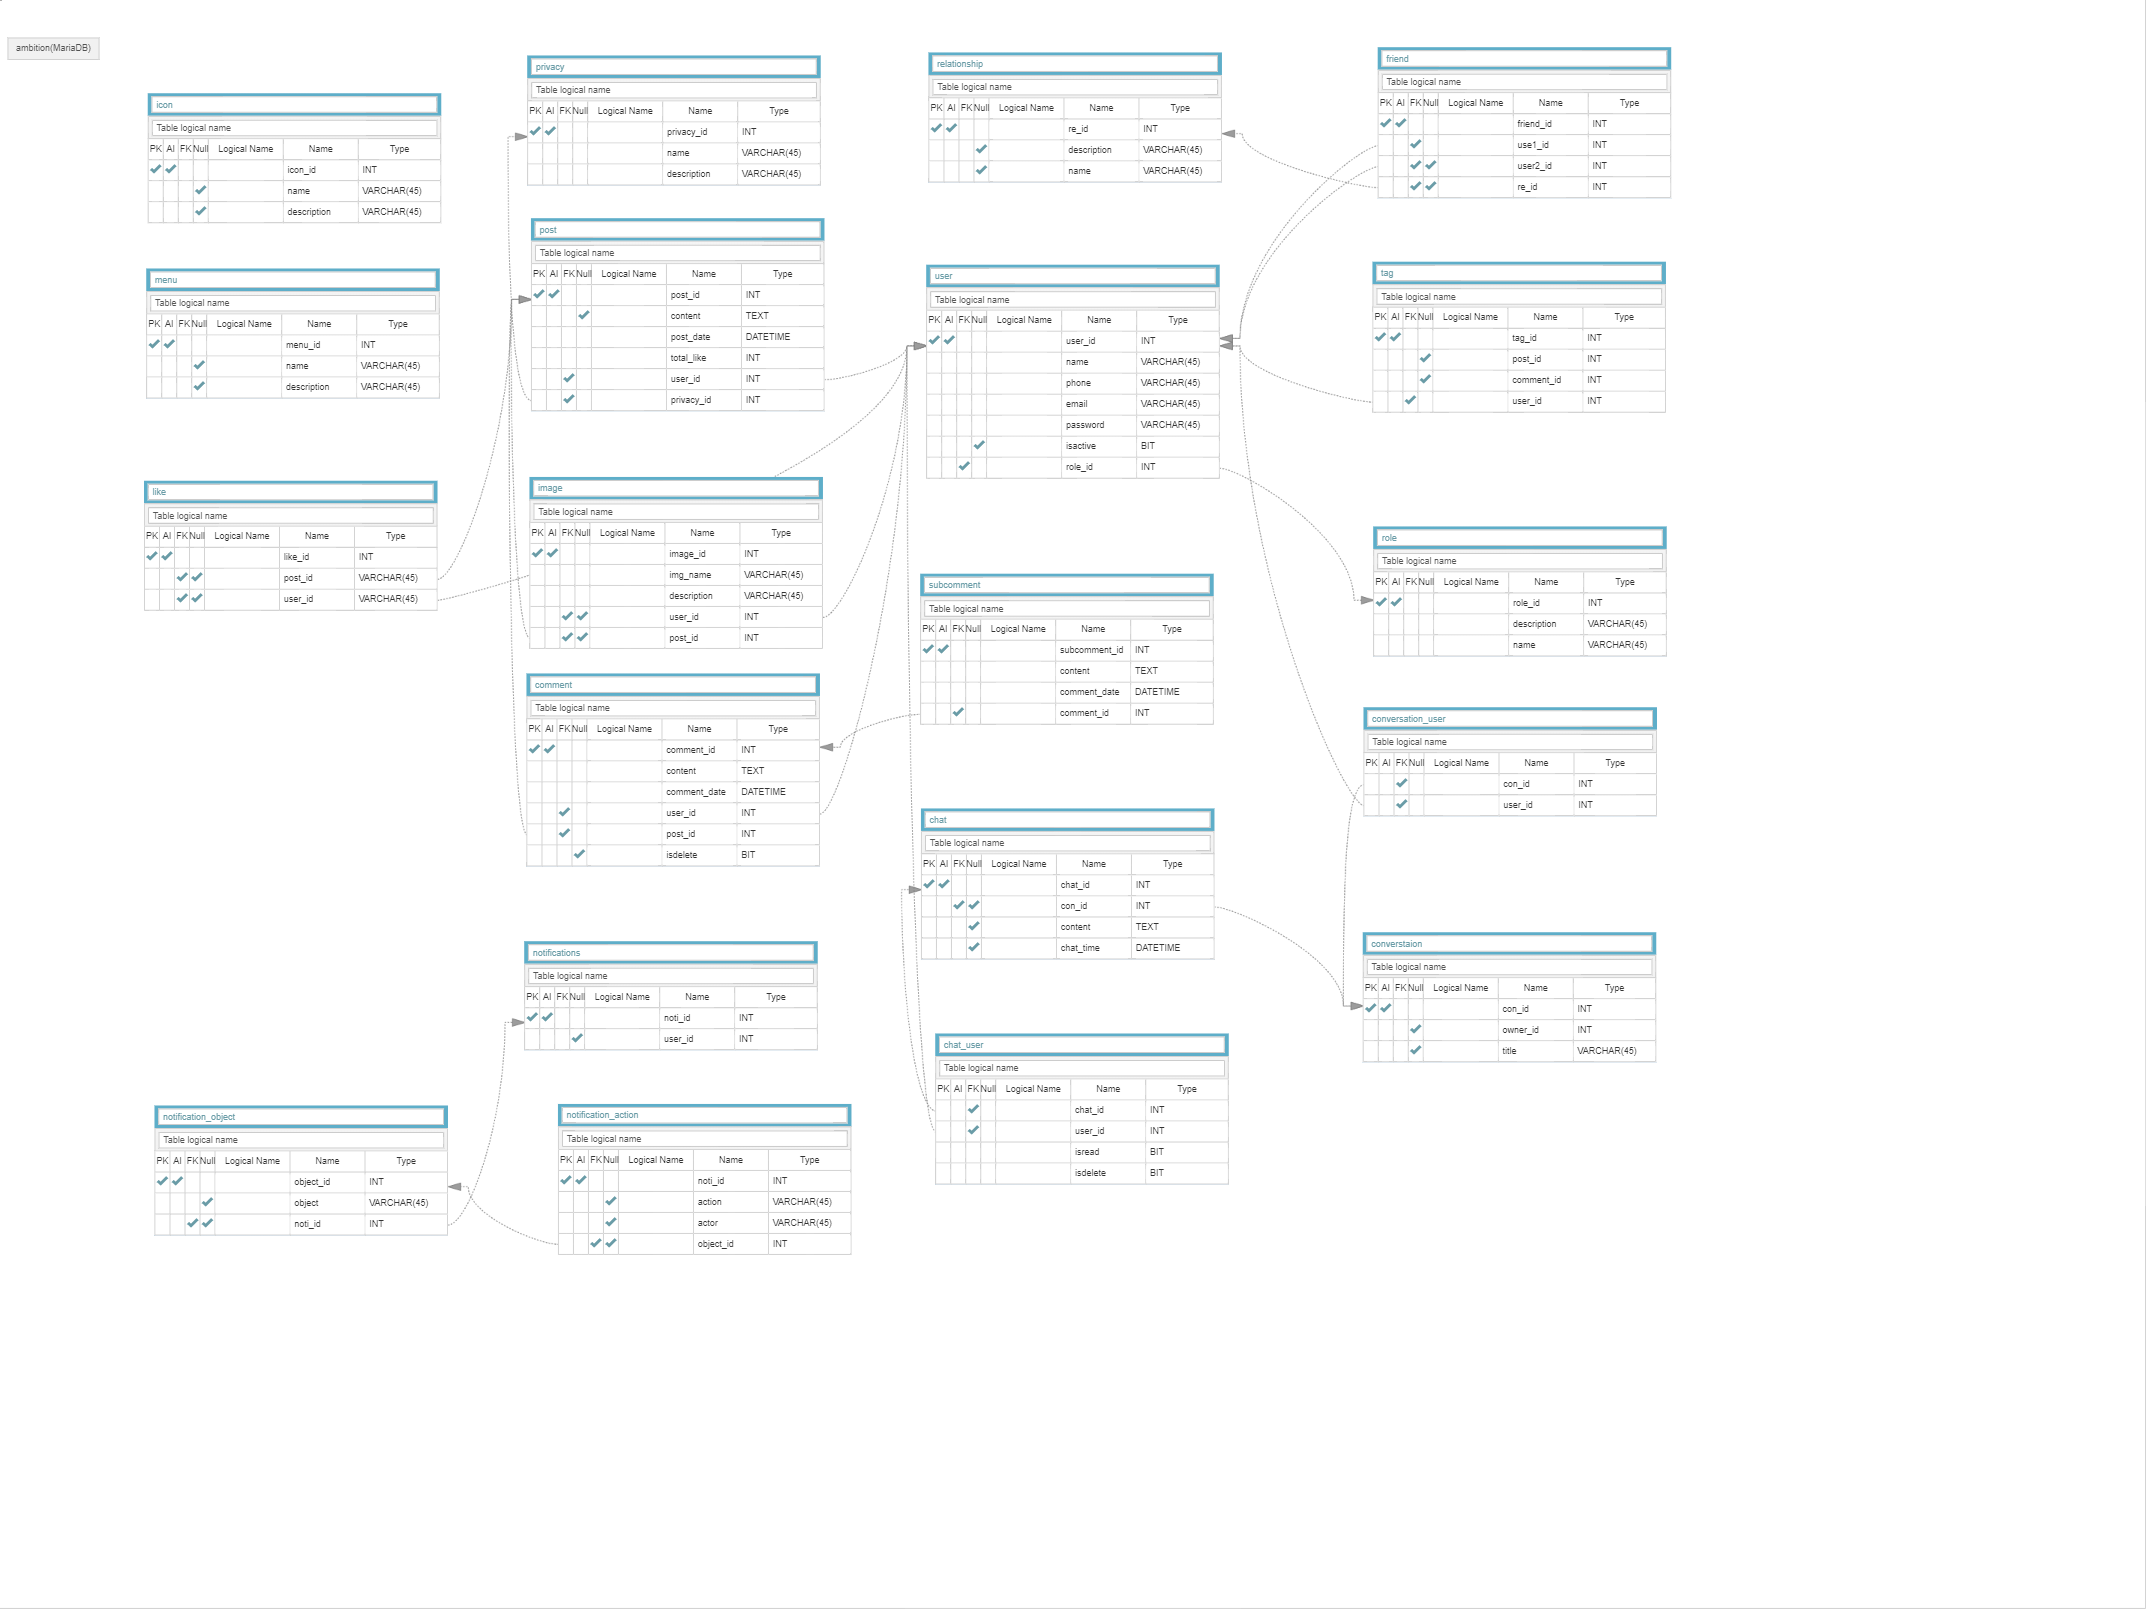 ambition(MariaDB)
icon
Table logical name
PK AI FK Null Logical Name Name Type
icon_id INT
name VARCHAR(45)
description VARCHAR(45)
menu
Table logical name
PK AI FK Null Logical Name Name Type
menu_id INT
name VARCHAR(45)
description VARCHAR(45)
like
Table logical name
PK AI FK Null Logical Name Name Type
like_id INT
post_id VARCHAR(45)
user_id VARCHAR(45)
privacy
Table logical name
PK AI FK Null Logical Name Name Type
privacy_id INT
name VARCHAR(45)
description VARCHAR(45)
post
Table logical name
PK AI FK Null Logical Name Name Type
post_id INT
content TEXT
post_date DATETIME
total_like INT
user_id INT
privacy_id INT
image
Table logical name
PK AI FK Null Logical Name Name Type
image_id INT
img_name VARCHAR(45)
description VARCHAR(45)
user_id INT
post_id INT
comment
Table logical name
PK AI FK Null Logical Name Name Type
comment_id INT
content TEXT
comment_date DATETIME
user_id INT
post_id INT
isdelete BIT
notifications
Table logical name
PK AI FK Null Logical Name Name Type
noti_id INT
user_id INT
notification_object
Table logical name
PK AI FK Null Logical Name Name Type
object_id INT
object VARCHAR(45)
noti_id INT
notification_action
Table logical name
PK AI FK Null Logical Name Name Type
noti_id INT
action VARCHAR(45)
actor VARCHAR(45)
object_id INT
relationship
Table logical name
PK AI FK Null Logical Name Name Type
re_id INT
description VARCHAR(45)
name VARCHAR(45)
user
Table logical name
PK AI FK Null Logical Name Name Type
user_id INT
name VARCHAR(45)
phone VARCHAR(45)
email VARCHAR(45)
password VARCHAR(45)
isactive BIT
role_id INT
subcomment
Table logical name
PK AI FK Null Logical Name Name Type
subcomment_id INT
content TEXT
comment_date DATETIME
comment_id INT
chat
Table logical name
PK AI FK Null Logical Name Name Type
chat_id INT
con_id INT
content TEXT
chat_time DATETIME
chat_user
Table logical name
PK AI FK Null Logical Name Name Type
chat_id INT
user_id INT
isread BIT
isdelete BIT
friend
Table logical name
PK AI FK Null Logical Name Name Type
friend_id INT
use1_id INT
user2_id INT
re_id INT
tag
Table logical name
PK AI FK Null Logical Name Name Type
tag_id INT
post_id INT
comment_id INT
user_id INT
role
Table logical name
PK AI FK Null Logical Name Name Type
role_id INT
description VARCHAR(45)
name VARCHAR(45)
conversation_user
Table logical name
PK AI FK Null Logical Name Name Type
con_id INT
user_id INT
converstaion
Table logical name
PK AI FK Null Logical Name Name Type
con_id INT
owner_id INT
title VARCHAR(45)